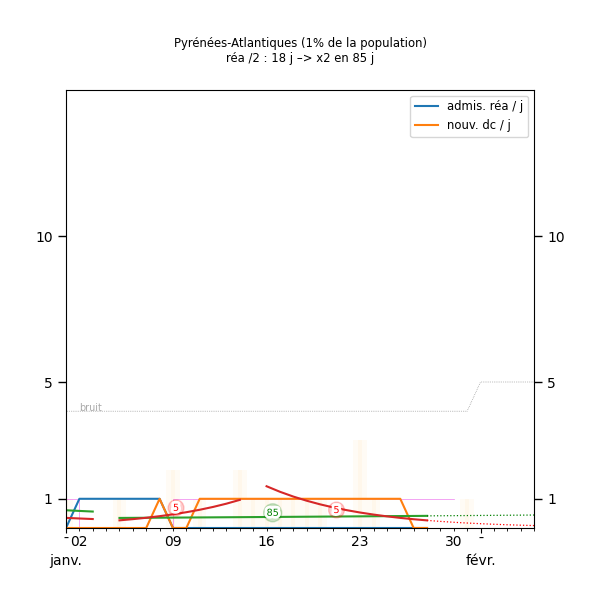 Pyrénées-Atlantiques (1% de la population)
réa /2 : 18 j –> x2 en 85 j
admis. réa / j
nouv. dc / j
10
10
5
5
bruit
1
1
5
85
5
- 02 09 16 23 30 -
janv. févr.